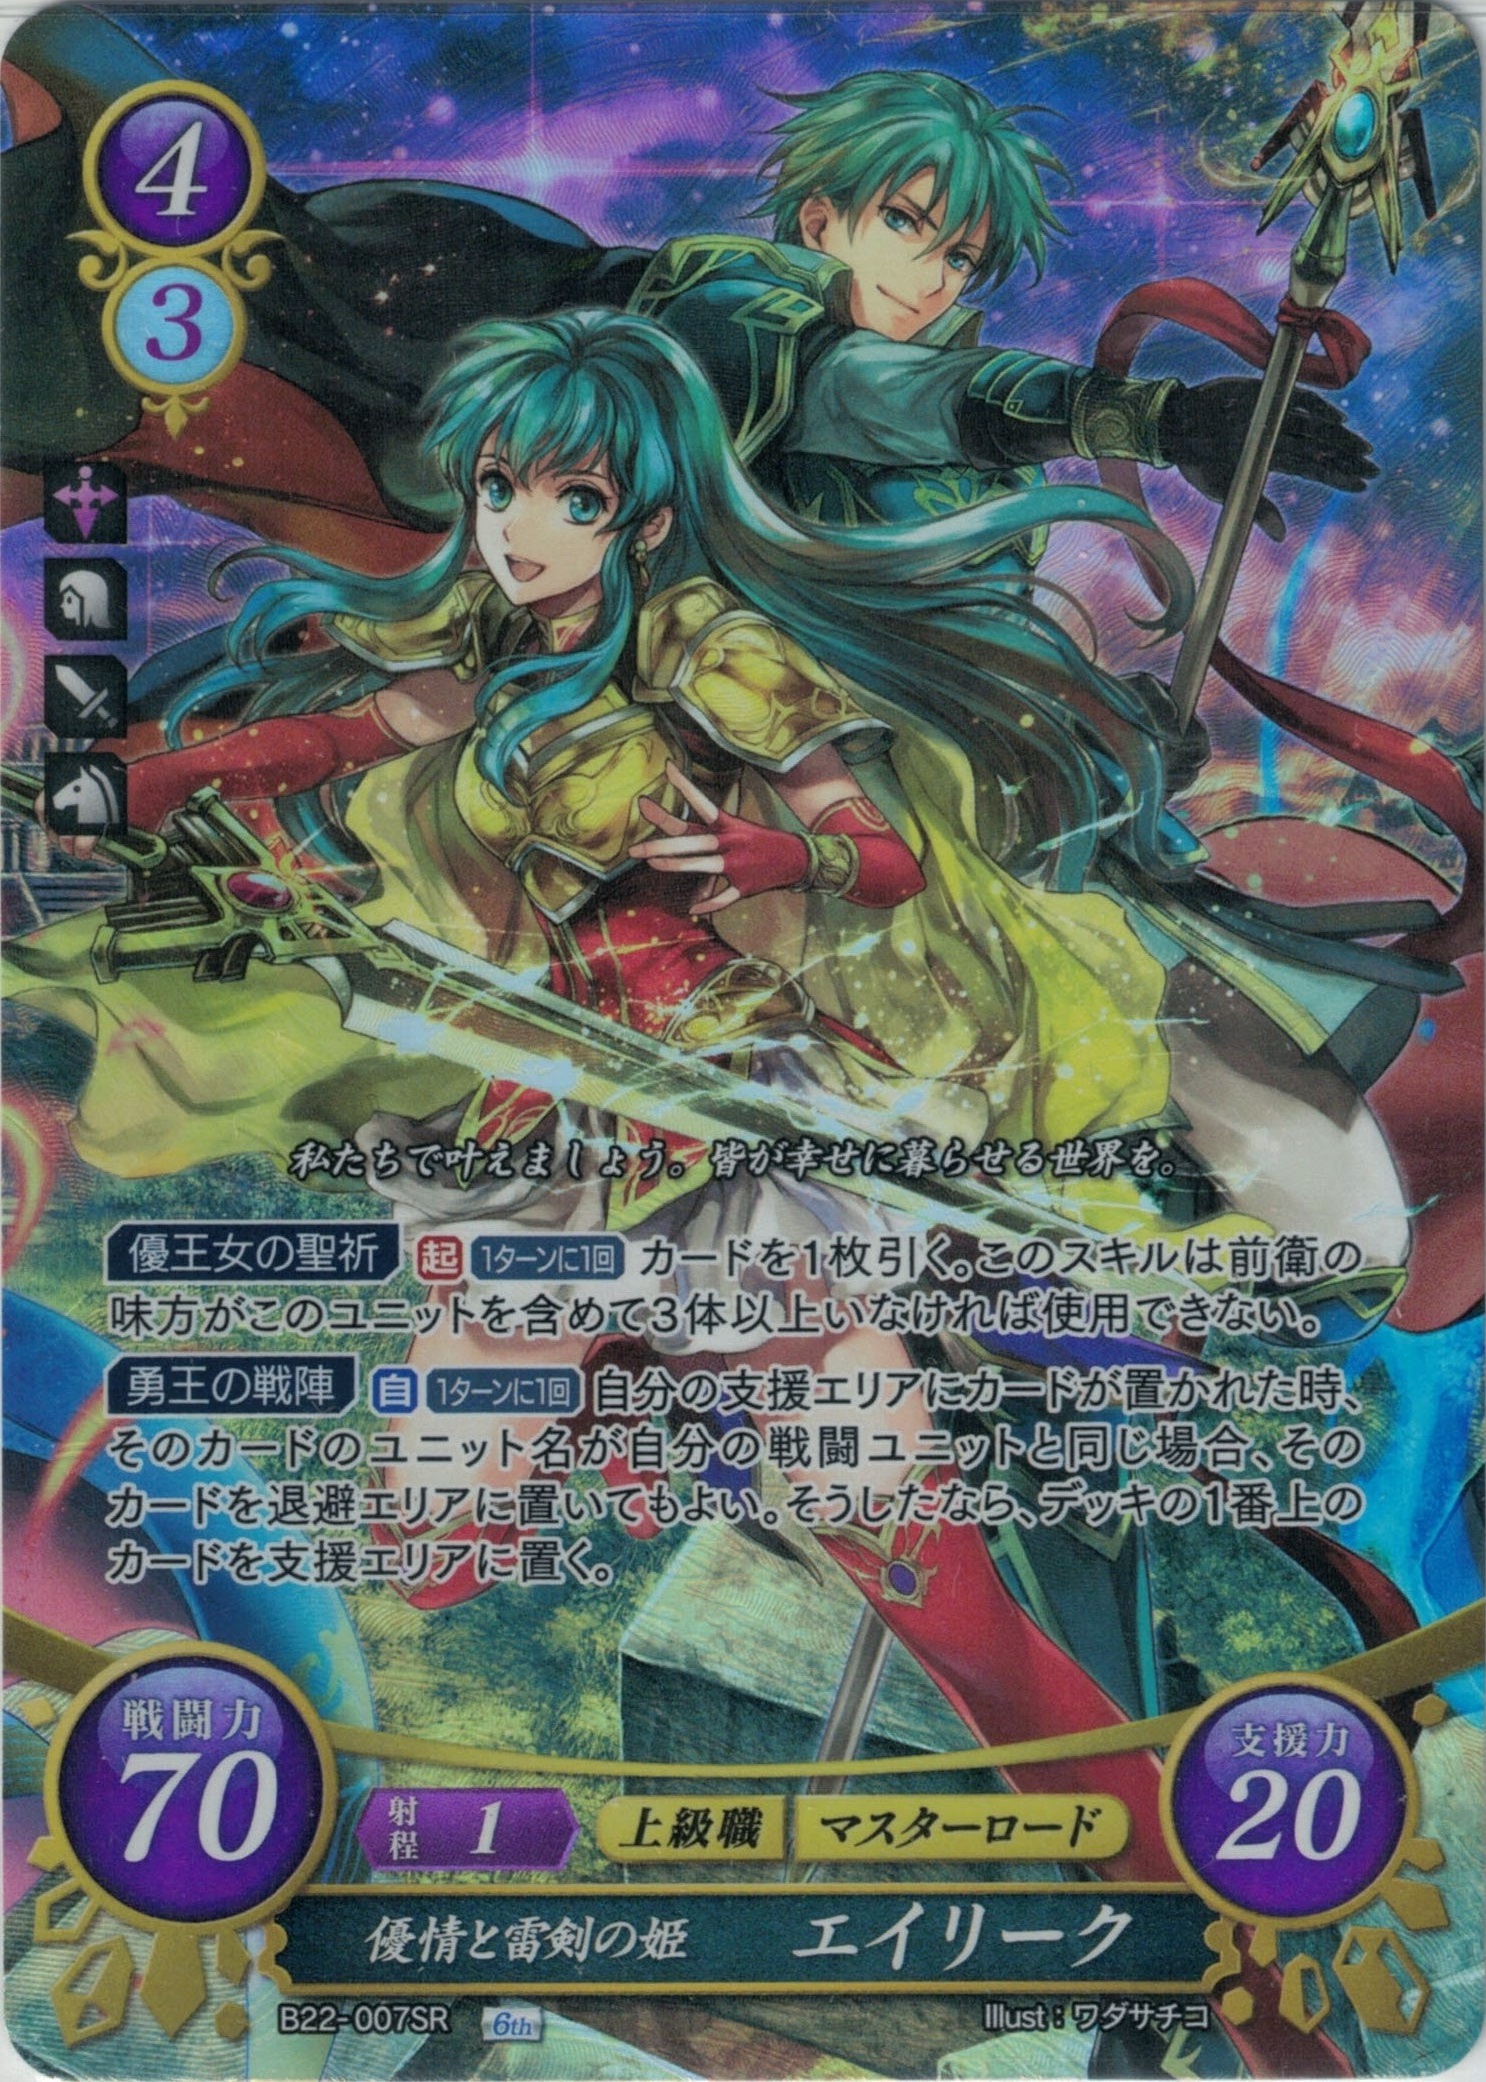 4
3
私たちで叶えましょう。皆が幸せに暮らせる世界を。
優王女の聖祈 起 1ターンに1回 カードを1枚引く。このスキルは前衛の
味方がこのユニットを含めて3体以上いなければ使用できない。
勇王の戦陣 自 1ターンに1回 自分の支援エリアにカードが置かれた時、
そのカードのユニット名が自分の戦闘ユニットと同じ場合、その
カードを退避エリアに置いてもよい。そうしたなら、デッキの1番上の
カードを支援エリアに置く。
戦闘力
70
射程 1
上級職 マスターロード
支援力
20
優情と雷剣の姫 エイリーク
B22-007SR 6th Illust:ワダサチコ